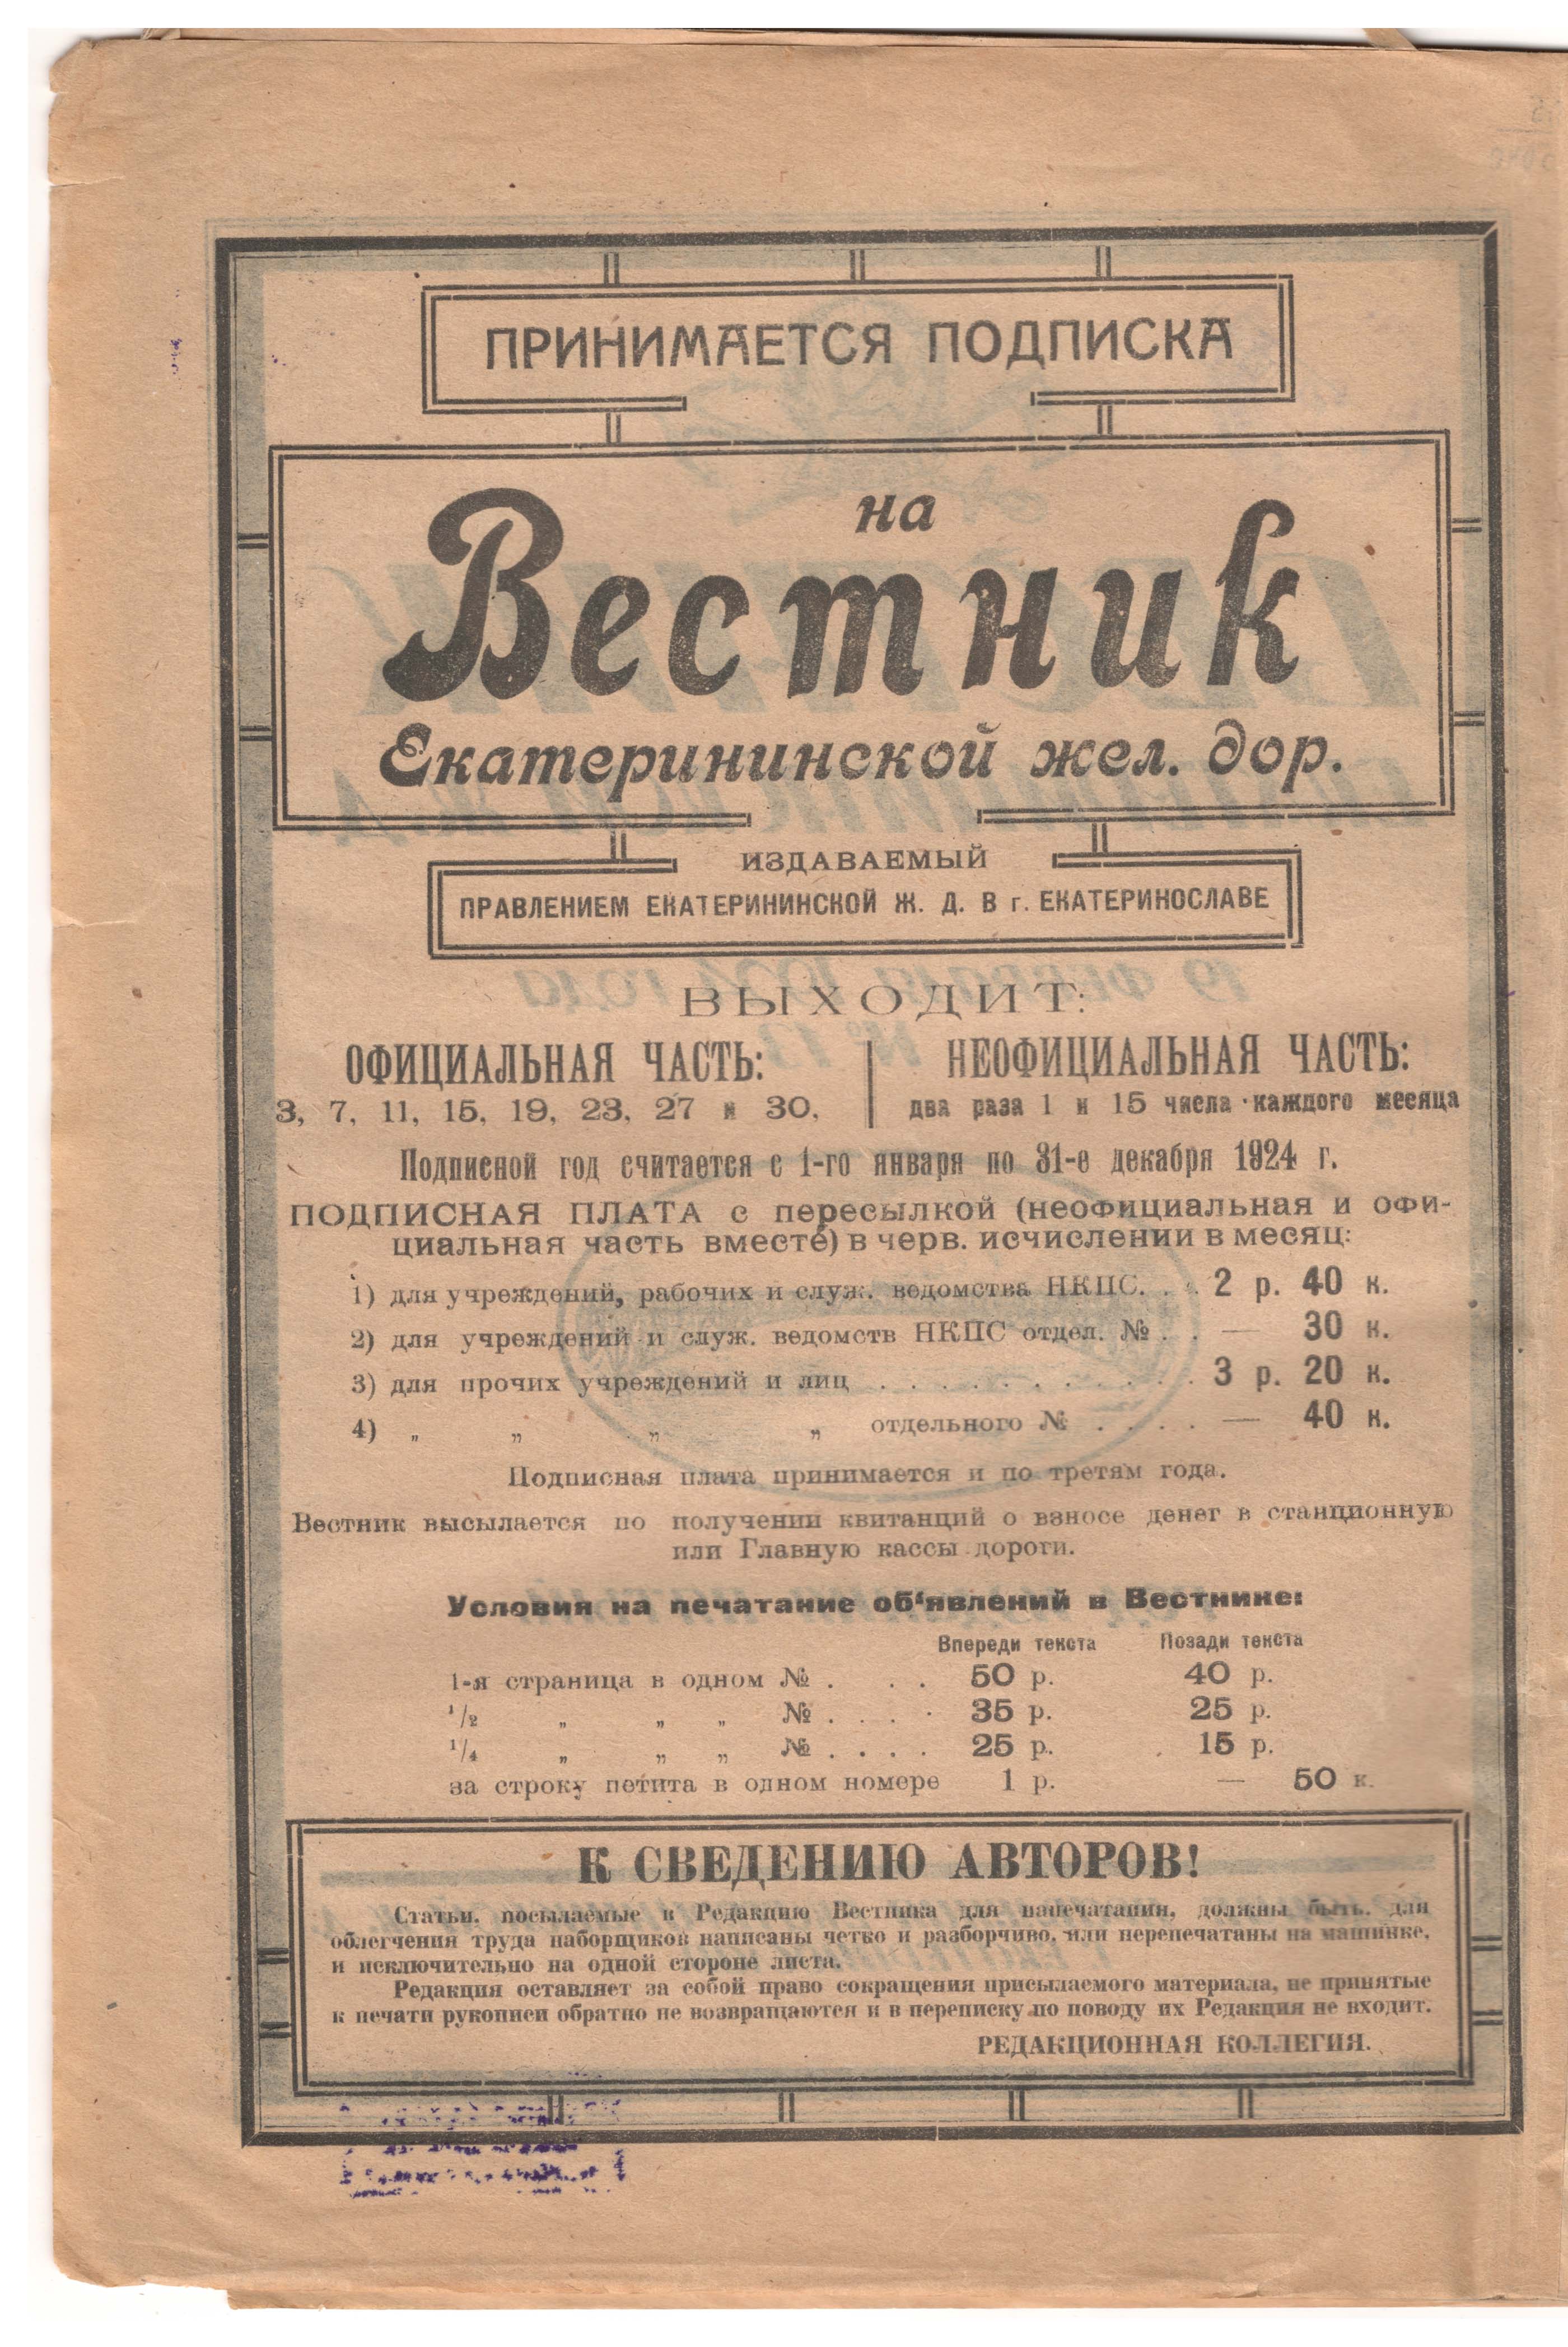 ПРИНИМАЕТСЯ ПОДПИСКА
на
Вестник
Екатерининской жел. дор.
ИЗДАВАЕМЫЙ
ПРАВЛЕНИЕМ ЕКАТЕРИНИНСКОЙ Ж. Д. В г. ЕКАТЕРИНОСЛАВЕ
ВЫХОДИТ:
ОФИЦИАЛЬНАЯ ЧАСТЬ:
3, 7, 11, 15, 19, 23, 27 и 30,
НЕОФИЦИАЛЬНАЯ ЧАСТЬ:
два раза 1 и 15 числа каждого месяца
Подписной год считается с 1-го января по 31-е декабря 1924 г.
ПОДПИСНАЯ ПЛАТА с пересылкой (неофициальная и офи-
циальная часть вместе) в черв. исчислении в месяц:
1) для учреждений, рабочих и служ. ведомства НКПС. . . 2 р. 40 к.
2) для учреждений и служ. ведомств НКПС отдел. № . . — 30 к.
3) для прочих учреждений и лиц . . . . . . . . . . . 3 р. 20 к.
4) „ „ „ „ отдельного № . . . . — 40 к.
Подписная плата принимается и по третям года.
Вестник высылается по получении квитанций о взносе денег в станционную
или Главную кассы дороги.
Условия на печатание об‘явлений в Вестнике:
Впереди текста Позади текста
1-я страница в одном № . . . 50 р. 40 р.
1/2 „ „ „ № . . . . 35 р. 25 р.
1/4 „ „ „ № . . . . 25 р. 15 р.
за строку петита в одном номере 1 р. — 50 к.
К СВЕДЕНИЮ АВТОРОВ!
Статьи, посылаемые в Редакцию Вестника для напечатания, должны быть, для
облегчения труда наборщиков написаны четко и разборчиво, или перепечатаны на машинке,
и исключительно на одной стороне листа.
Редакция оставляет за собой право сокращения присылаемого материала, не принятые
к печати рукописи обратно не возвращаются и в переписку по поводу их Редакция не входит.
РЕДАКЦИОННАЯ КОЛЛЕГИЯ.